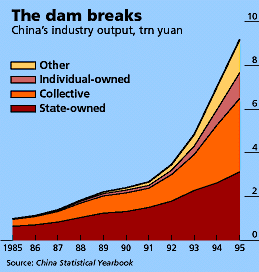 The dam breaks
China's industry output, trn yuan
10
Other
Individual-owned
Collective
State-owned
8
6
4
2
0
1985 86 87 88 89 90 91 92 93 94 95
Source: China Statistical Yearbook